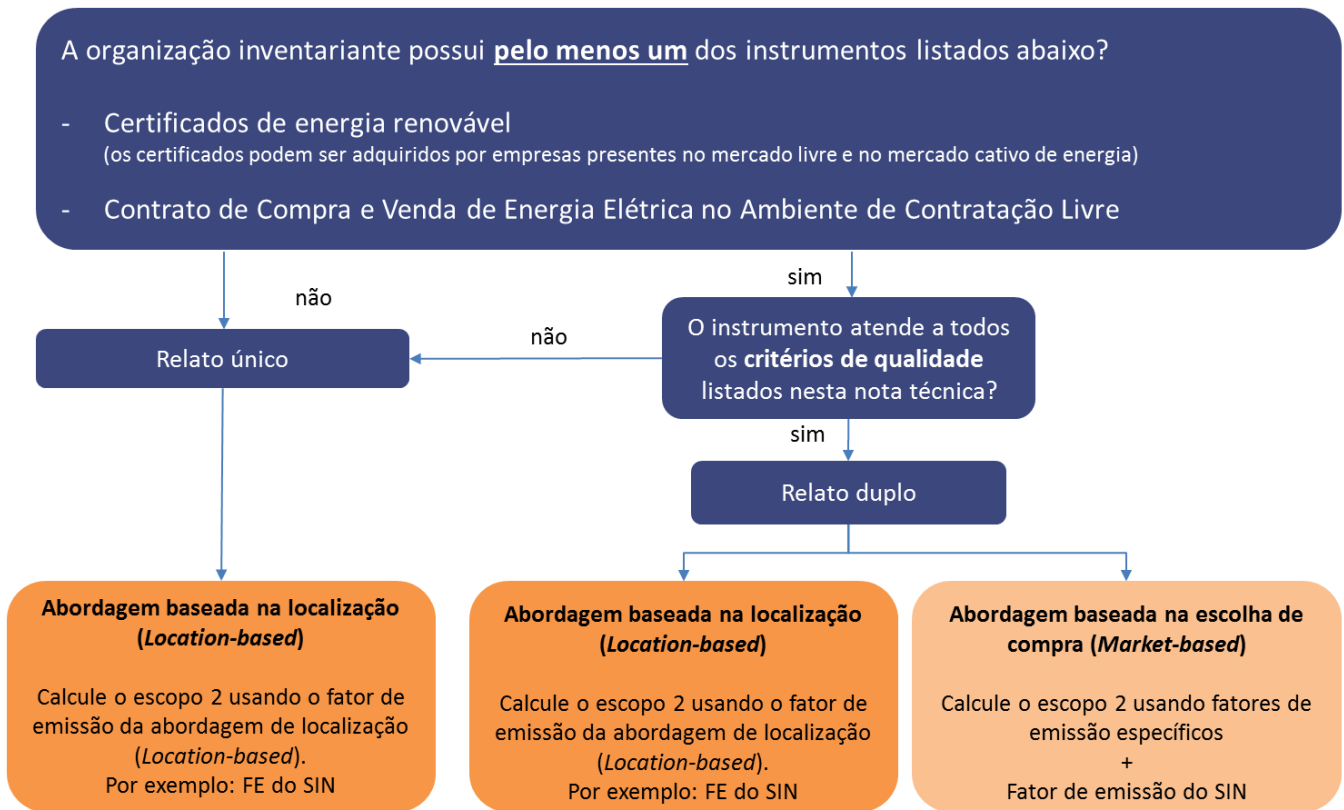 A organização inventariante possui pelo menos um dos instrumentos listados abaixo?
- Certificados de energia renovável
(os certificados podem ser adquiridos por empresas presentes no mercado livre e no mercado cativo de energia)
- Contrato de Compra e Venda de Energia Elétrica no Ambiente de Contratação Livre
não
sim
Relato único
não
O instrumento atende a todos
os critérios de qualidade
listados nesta nota técnica?
sim
Relato duplo
Abordagem baseada na localização
(Location-based)
Calcule o escopo 2 usando o fator de
emissão da abordagem de localização
(Location-based).
Por exemplo: FE do SIN
Abordagem baseada na localização
(Location-based)
Calcule o escopo 2 usando o fator de
emissão da abordagem de localização
(Location-based).
Por exemplo: FE do SIN
Abordagem baseada na escolha de
compra (Market-based)
Calcule o escopo 2 usando fatores de
emissão específicos
+
Fator de emissão do SIN